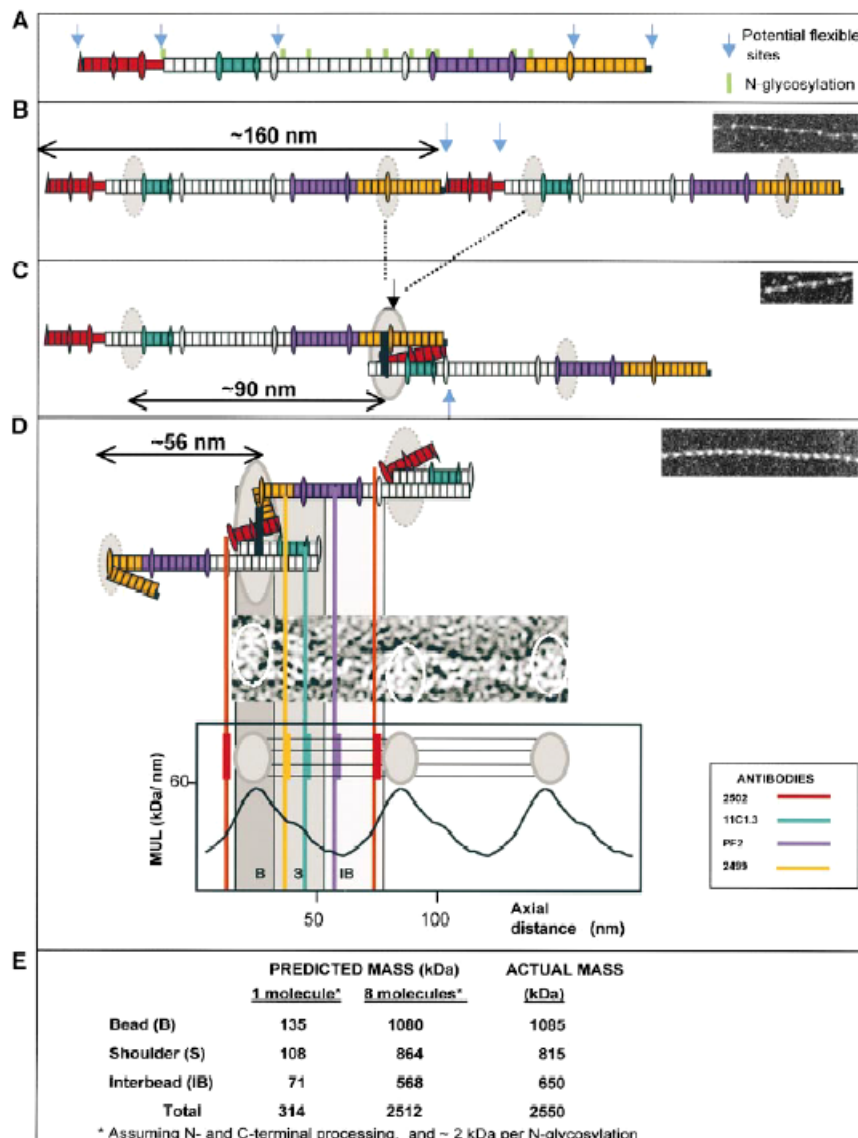 A
Potential flexible
sites
N-glycosylation
B
~160 nm
C
~90 nm
D
~56 nm
60
MUL (kDa/ nm)
B
S
IB
50
100
Axial
distance (nm)
ANTIBODIES
2502
11C1.3
PF2
2499
E
PREDICTED MASS (kDa) ACTUAL MASS
1 molecule* 8 molecules* (kDa)
Bead (B) 135 1080 1085
Shoulder (S) 108 864 815
Interbead (IB) 71 568 650
Total 314 2512 2550
* Assuming N- and C-terminal processing, and ~ 2 kDa per N-glycosylation